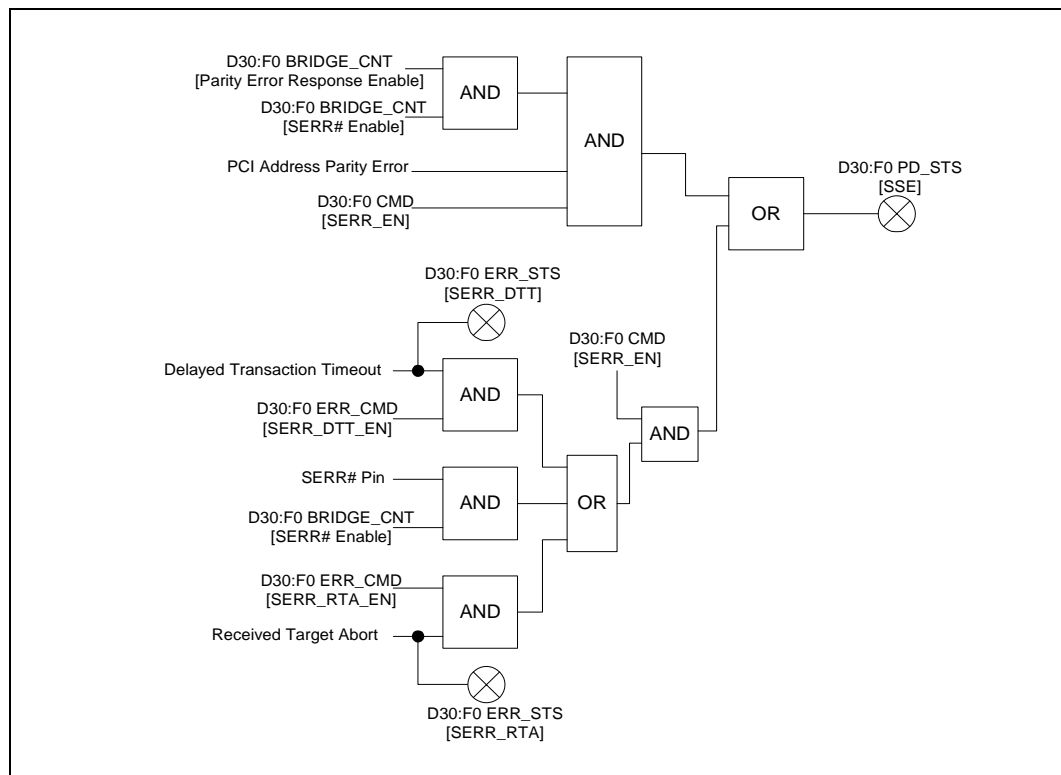 D30:F0 BRIDGE_CNT
[Parity Error Response Enable]
AND
D30:F0 BRIDGE_CNT
[SERR# Enable]
AND
PCI Address Parity Error
D30:F0 CMD
[SERR_EN]
OR
D30:F0 PD_STS
[SSE]
D30:F0 ERR_STS
[SERR_DTT]
D30:F0 CMD
[SERR_EN]
Delayed Transaction Timeout
AND
D30:F0 ERR_CMD
[SERR_DTT_EN]
AND
SERR# Pin
AND
OR
D30:F0 BRIDGE_CNT
[SERR# Enable]
D30:F0 ERR_CMD
[SERR_RTA_EN]
AND
Received Target Abort
D30:F0 ERR_STS
[SERR_RTA]